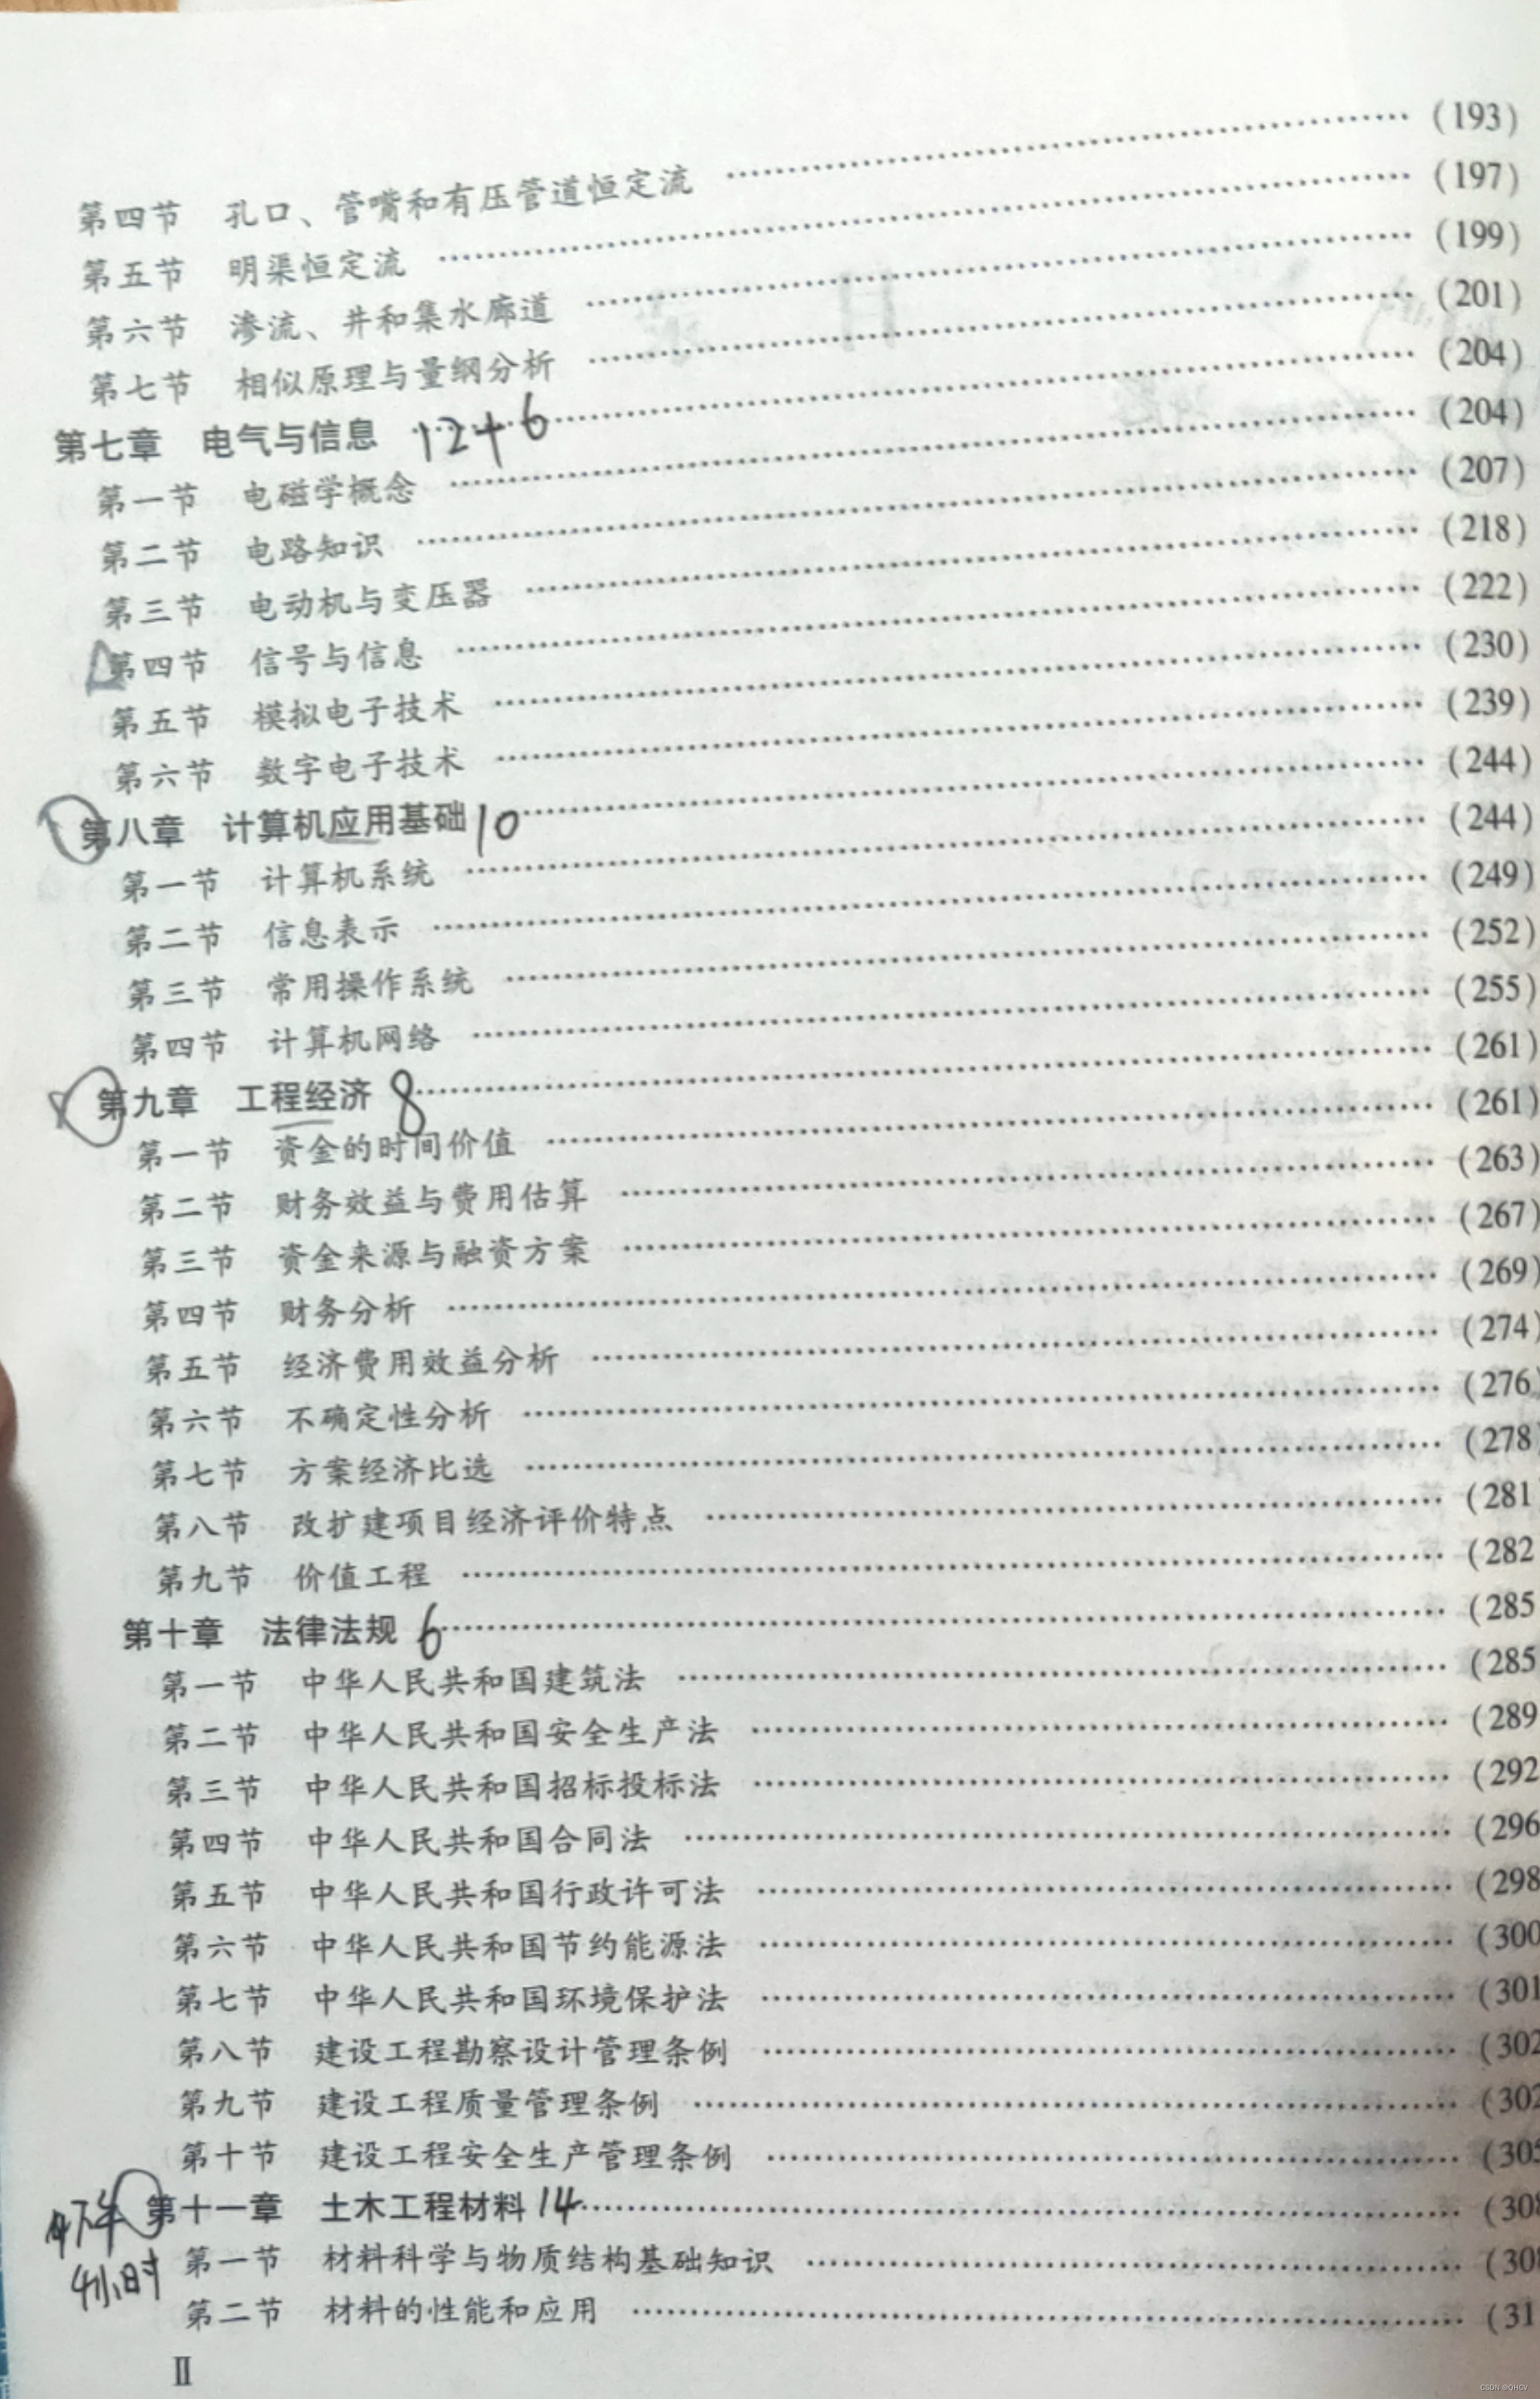 第四节 孔口、管嘴和有压管道恒定流 (193)
第五节 明渠恒定流 (197)
第六节 渗流、井和集水廊道 (199)
第七节 相似原理与量纲分析 (201)
第七章 电气与信息 12+6 (204)
第一节 电磁学概念 (204)
第二节 电路知识 (207)
第三节 电动机与变压器 (218)
第四节 信号与信息 (222)
第五节 模拟电子技术 (230)
第六节 数字电子技术 (239)
第八章 计算机应用基础 10 (244)
第一节 计算机系统 (244)
第二节 信息表示 (249)
第三节 常用操作系统 (252)
第四节 计算机网络 (255)
第九章 工程经济 8 (261)
第一节 资金的时间价值 (261)
第二节 财务效益与费用估算 (263)
第三节 资金来源与融资方案 (267)
第四节 财务分析 (269)
第五节 经济费用效益分析 (274)
第六节 不确定性分析 (276
第七节 方案经济比选 (278
第八节 改扩建项目经济评价特点 (281
第九节 价值工程 (282
第十章 法律法规 6 (285
第一节 中华人民共和国建筑法 (285
第二节 中华人民共和国安全生产法 (289
第三节 中华人民共和国招标投标法 (292
第四节 中华人民共和国合同法 (296
第五节 中华人民共和国行政许可法 (298
第六节 中华人民共和国节约能源法 (300
第七节 中华人民共和国环境保护法 (301
第八节 建设工程勘察设计管理条例 (302
第九节 建设工程质量管理条例 (302
第十节 建设工程安全生产管理条例 (305
下午 第十一章 土木工程材料 14 (308
4小时 第一节 材料科学与物质结构基础知识 (308
第二节 材料的性能和应用 (31
II
CSDN @QHCV